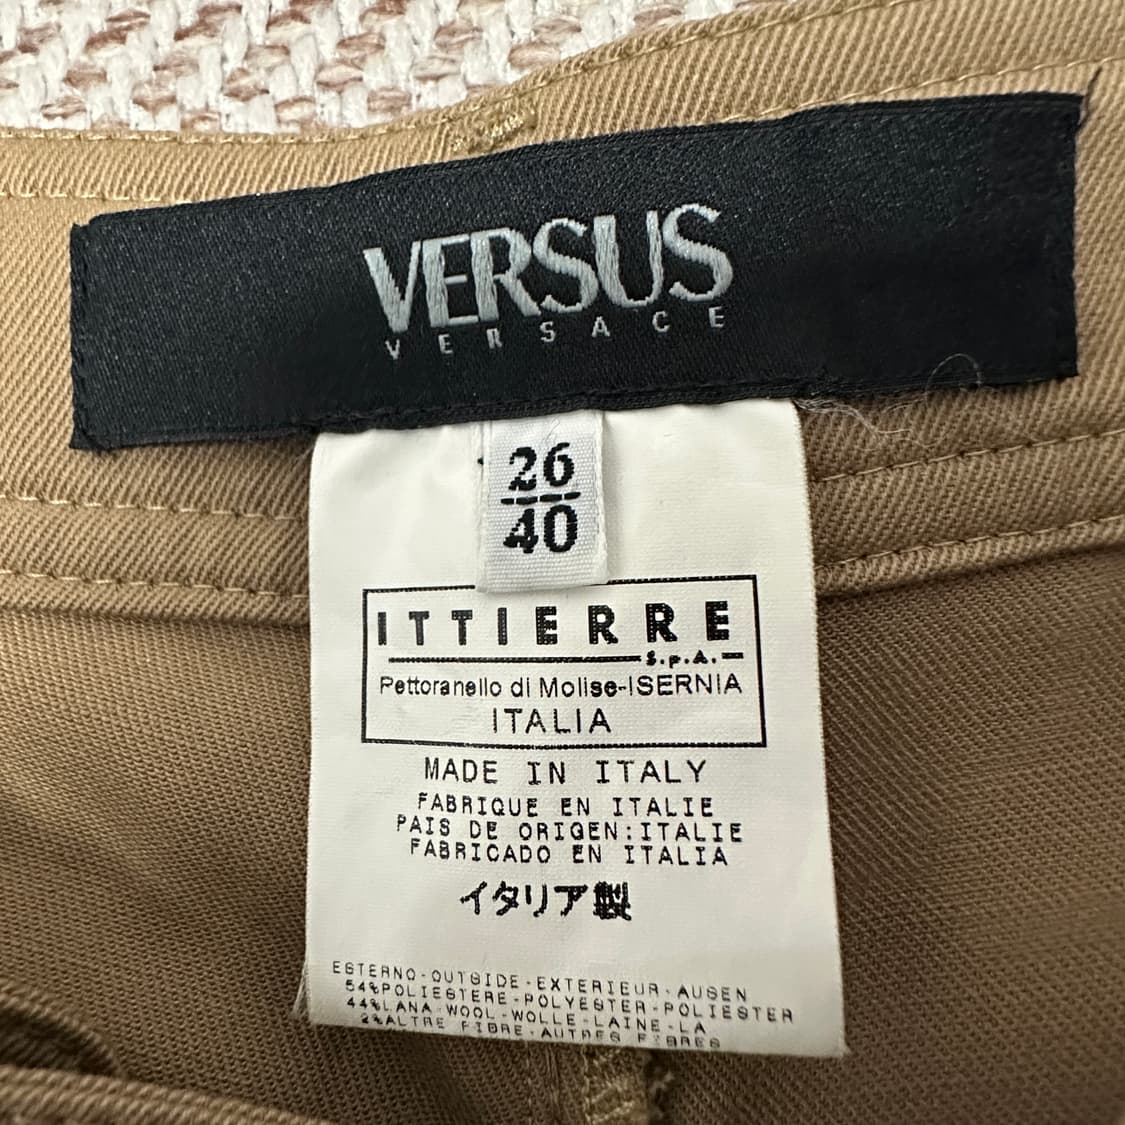 VERSUS
VERSACE
26
40
ITTIERRE
S.p.A.
Pettoranello di Molise-ISERNIA
ITALIA
MADE IN ITALY
FABRIQUE EN ITALIE
PAIS DE ORIGEN:ITALIE
FABRICADO EN ITALIA
イタリア製
ESTERNO-OUTSIDE-EXTERIEUR-AUSEN
54%POLIESTERE-POLYESTER-POLIESTER
44%LANA-WOOL-WOLLE-LAINE-LA
2%ALTRE FIBRE-AUTRES FIBRES